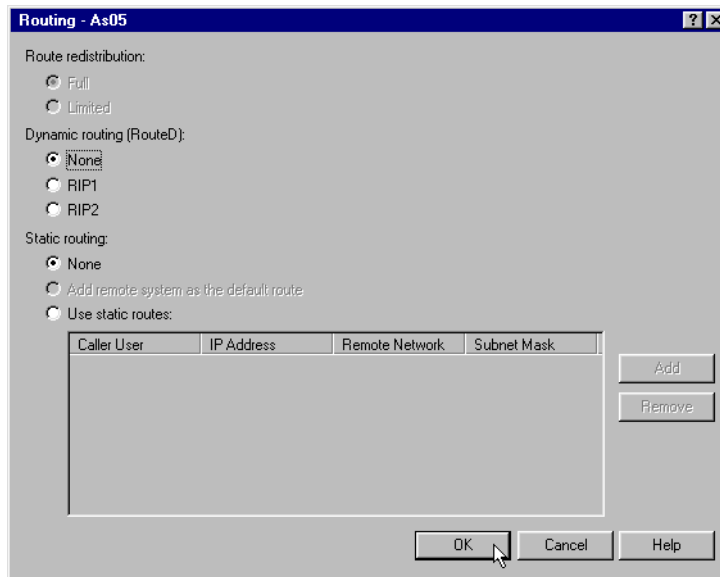 Routing - As05
Route redistribution:
Full
Limited
Dynamic routing (RouteD):
None
RIP1
RIP2
Static routing:
None
Add remote system as the default route
Use static routes:
Caller User IP Address Remote Network Subnet Mask
Add
Remove
OK Cancel Help